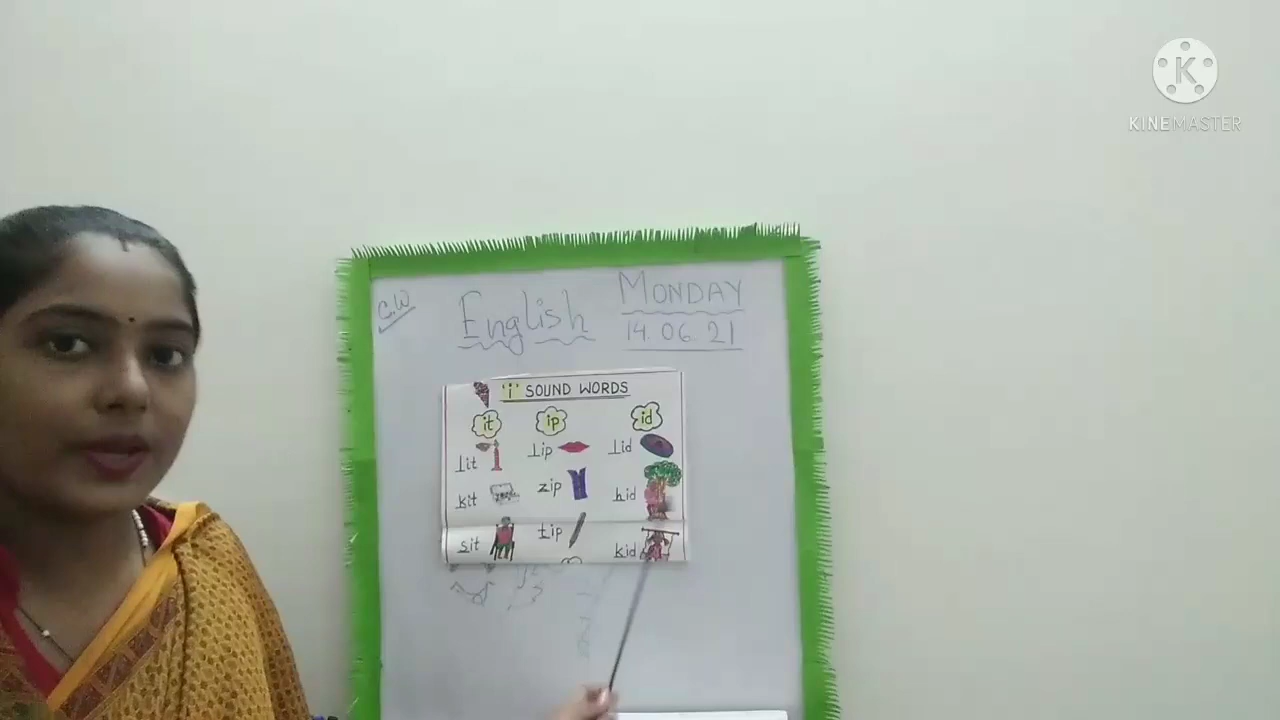 K
KINEMASTER
C.W
English
MONDAY
14.06.21
'i' SOUND WORDS
it ip id
lit lip lid
kit zip hid
sit tip kid